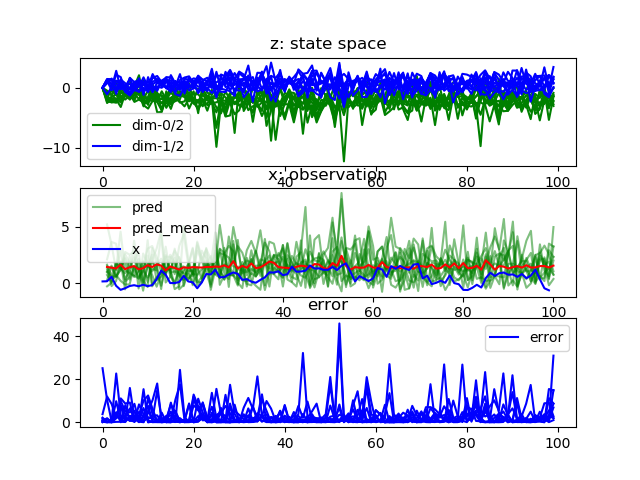 z: state space
0
−10
dim-0/2
dim-1/2
0 20 40 60 80 100
x: observation
5
0
pred
pred_mean
x
0 20 40 60 80 100
error
40
20
0
error
0 20 40 60 80 100